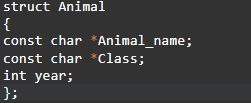 struct Animal
{
const char *Animal_name;
const char *Class;
int year;
};